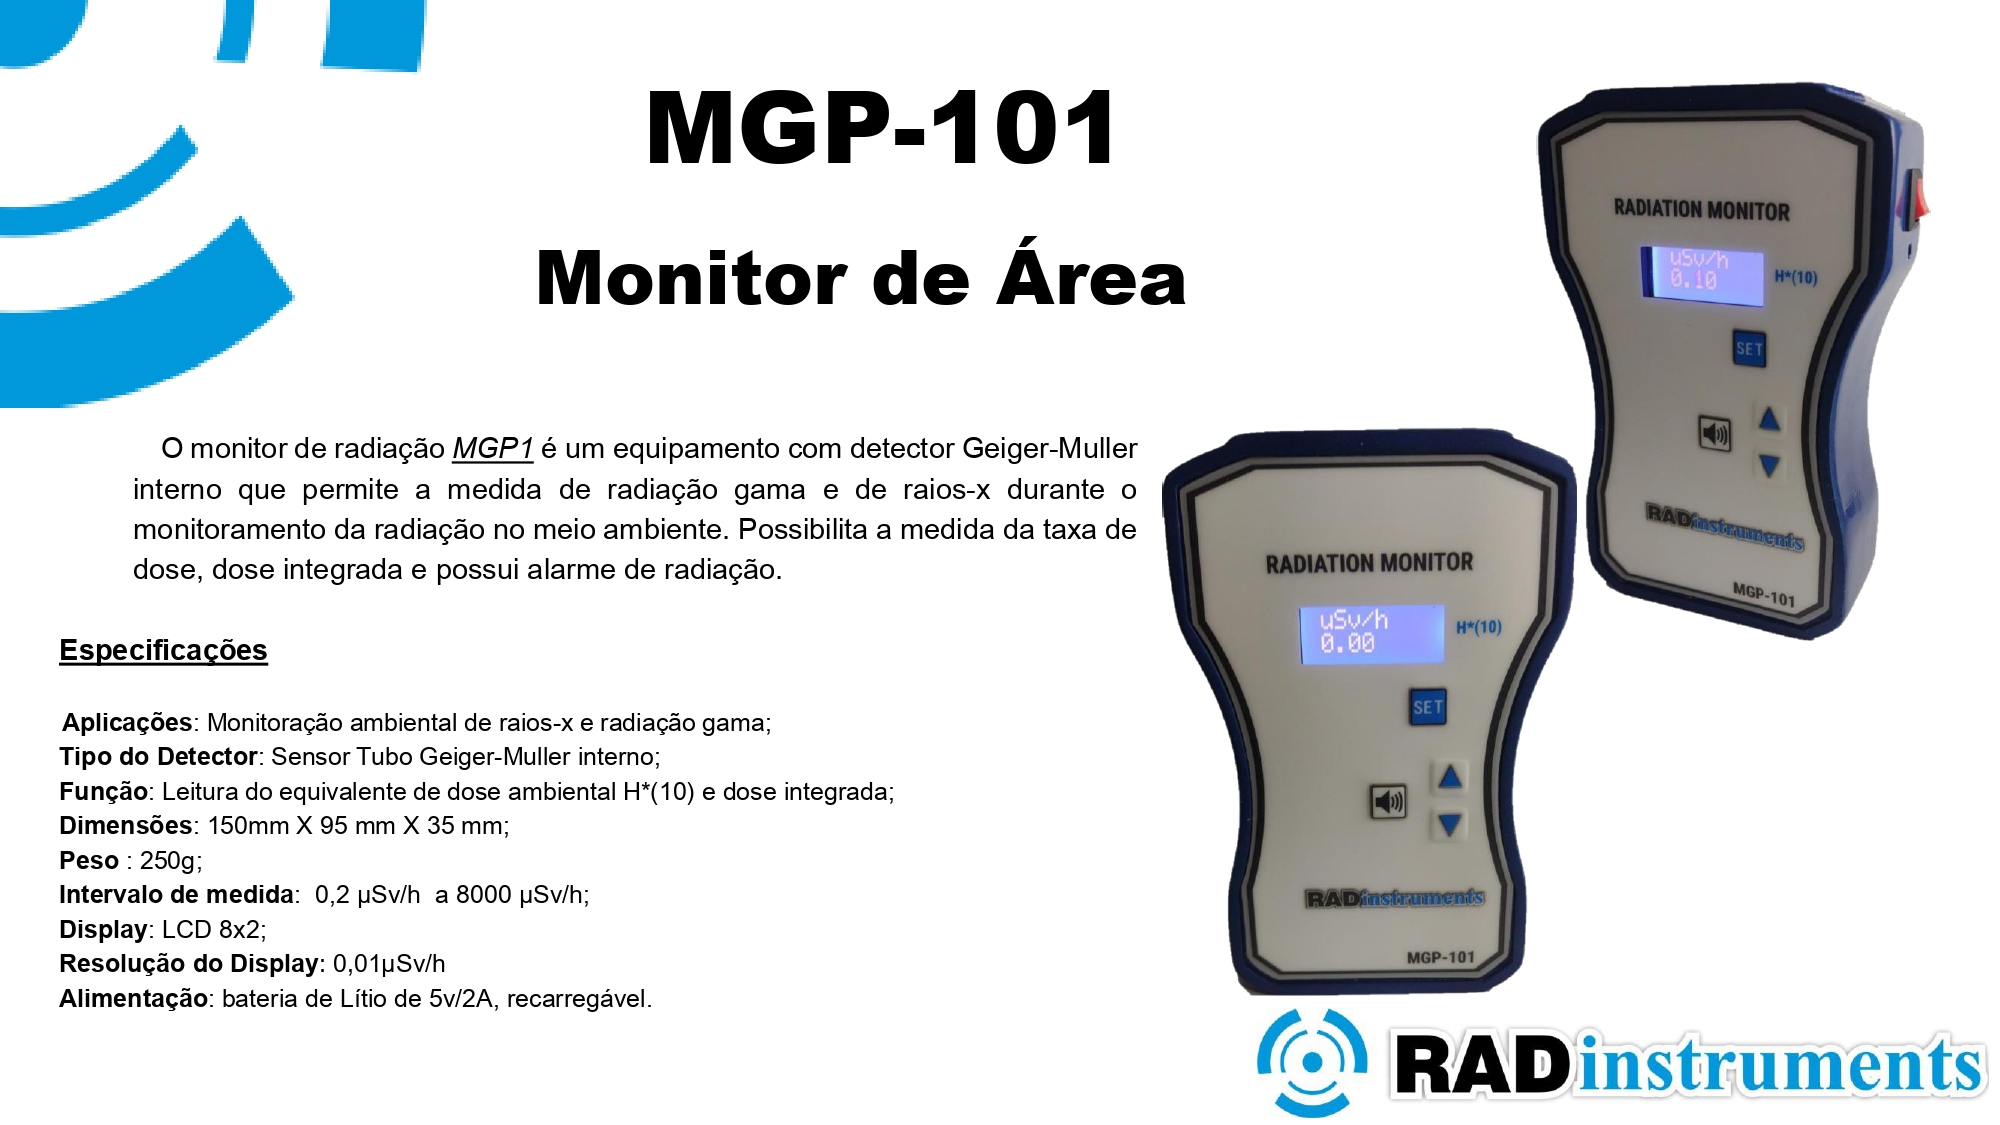 MGP-101
Monitor de Área
O monitor de radiação MGP1 é um equipamento com detector Geiger-Muller
interno que permite a medida de radiação gama e de raios-x durante o
monitoramento da radiação no meio ambiente. Possibilita a medida da taxa de
dose, dose integrada e possui alarme de radiação.
Especificações
Aplicações: Monitoração ambiental de raios-x e radiação gama;
Tipo do Detector: Sensor Tubo Geiger-Muller interno;
Função: Leitura do equivalente de dose ambiental H*(10) e dose integrada;
Dimensões: 150mm X 95 mm X 35 mm;
Peso : 250g;
Intervalo de medida:  0,2 µSv/h  a 8000 µSv/h;
Display: LCD 8x2;
Resolução do Display: 0,01µSv/h
Alimentação: bateria de Lítio de 5v/2A, recarregável.
RADIATION MONITOR
uSv/h
0.10
H*(10)
SET
RADinstruments
MGP-101
RADIATION MONITOR
uSv/h
0.00
H*(10)
SET
RADinstruments
MGP-101
RADinstruments